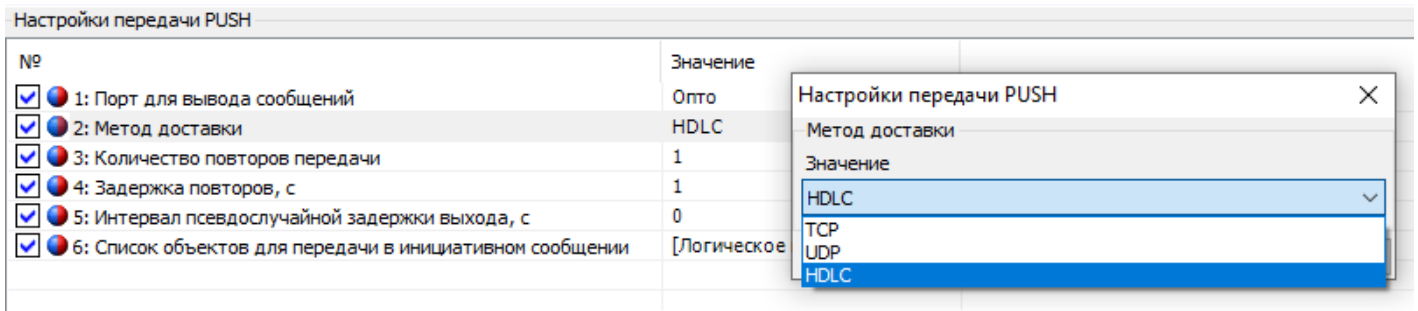 Настройки передачи PUSH
№ Значение
1: Порт для вывода сообщений Опто
2: Метод доставки HDLC
3: Количество повторов передачи 1
4: Задержка повторов, с 1
5: Интервал псевдослучайной задержки выхода, с 0
6: Список объектов для передачи в инициативном сообщении [Логическое
Настройки передачи PUSH
Метод доставки
Значение
HDLC
TCP
UDP
HDLC